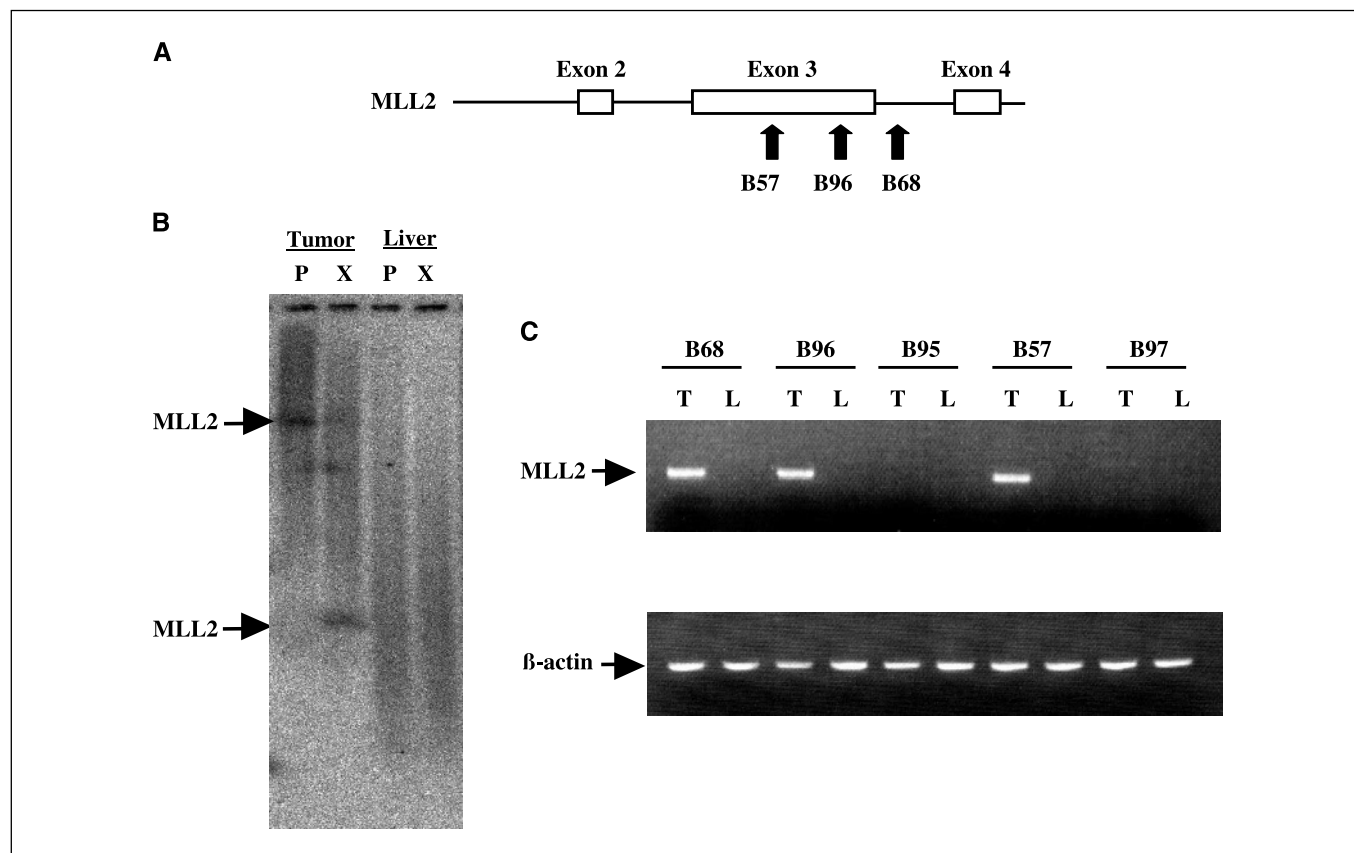 A
Exon 2 Exon 3 Exon 4
MLL2
B57 B96 B68
B
Tumor Liver
P X P X
MLL2
MLL2
C
B68 B96 B95 B57 B97
T L T L T L T L T L
MLL2
ß-actin